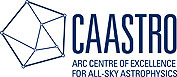 CAASTRO
ARC CENTRE OF EXCELLENCE
FOR ALL-SKY ASTROPHYSICS